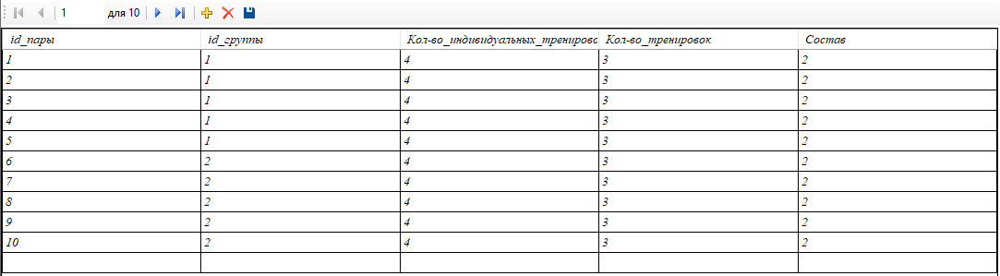 1 для 10
id_пары id_группы Кол-во_индивидуальных_трениров Кол-во_тренировок Состав
1 1 4 3 2
2 1 4 3 2
3 1 4 3 2
4 1 4 3 2
5 1 4 3 2
6 2 4 3 2
7 2 4 3 2
8 2 4 3 2
9 2 4 3 2
10 2 4 3 2